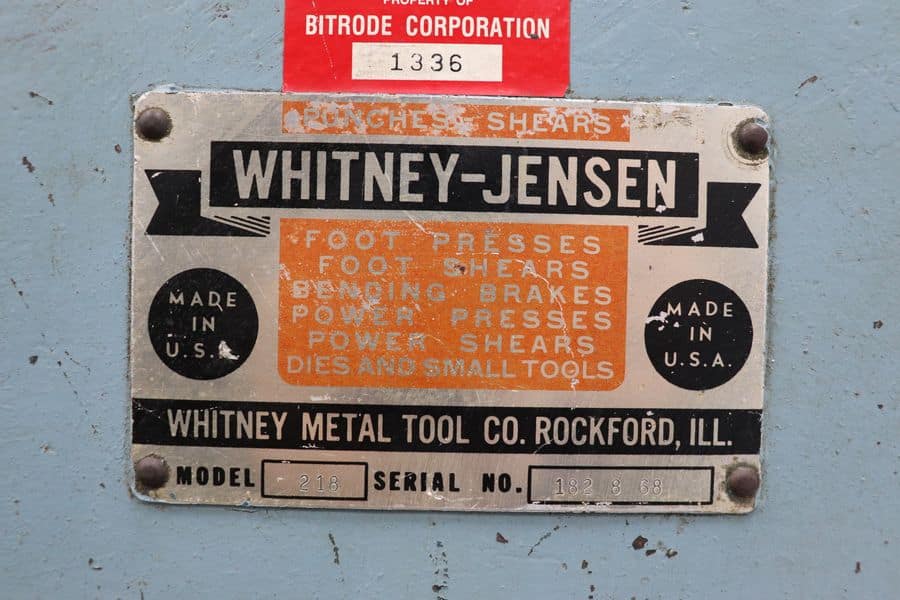 PROPERTY OF
BITRODE CORPORATION
1336
PUNCHES - SHEARS
WHITNEY-JENSEN
FOOT PRESSES
FOOT SHEARS
BENDING BRAKES
POWER PRESSES
POWER SHEARS
DIES AND SMALL TOOLS
MADE
IN
U.S.A.
MADE
IN
U.S.A.
WHITNEY METAL TOOL CO. ROCKFORD, ILL.
MODEL 218 SERIAL NO. 182 8 68